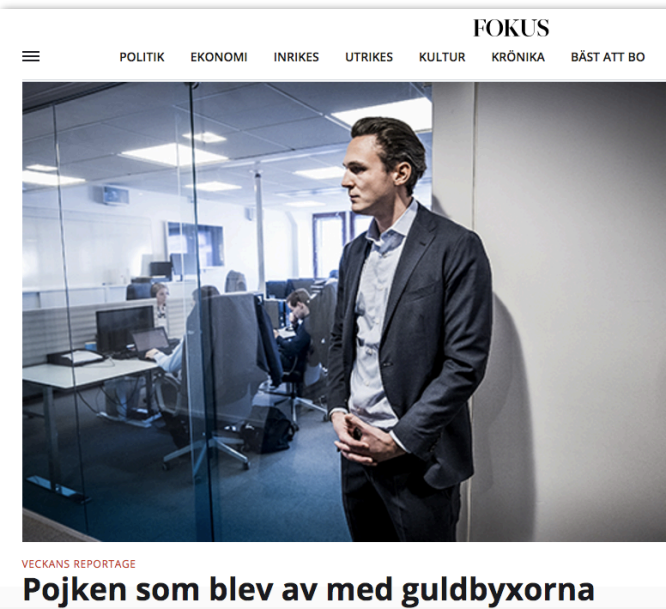 FOKUS
POLITIK EKONOMI INRIKES UTRIKES KULTUR KRÖNIKA BÄST ATT BO
VECKANS REPORTAGE
Pojken som blev av med guldbyxorna